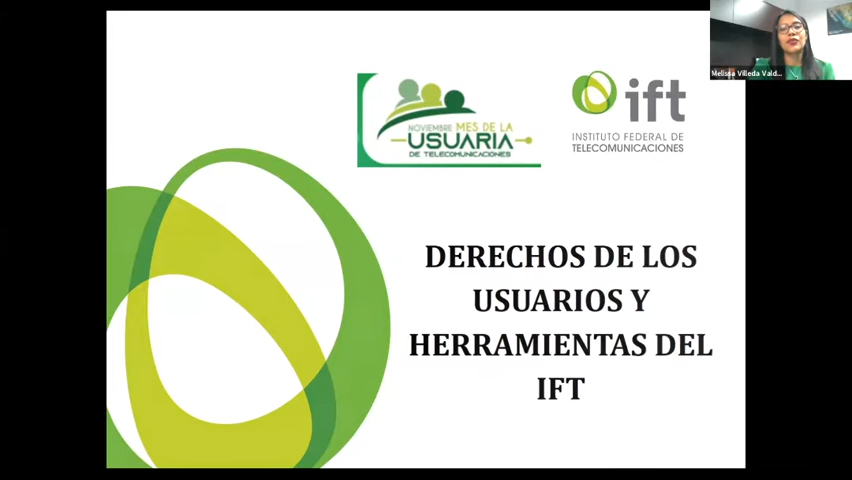 Melissa Villeda Vald...
NOVIEMBRE MES DE LA
USUARIA
DE TELECOMUNICACIONES
ift
INSTITUTO FEDERAL DE
TELECOMUNICACIONES
DERECHOS DE LOS
USUARIOS Y
HERRAMIENTAS DEL
IFT